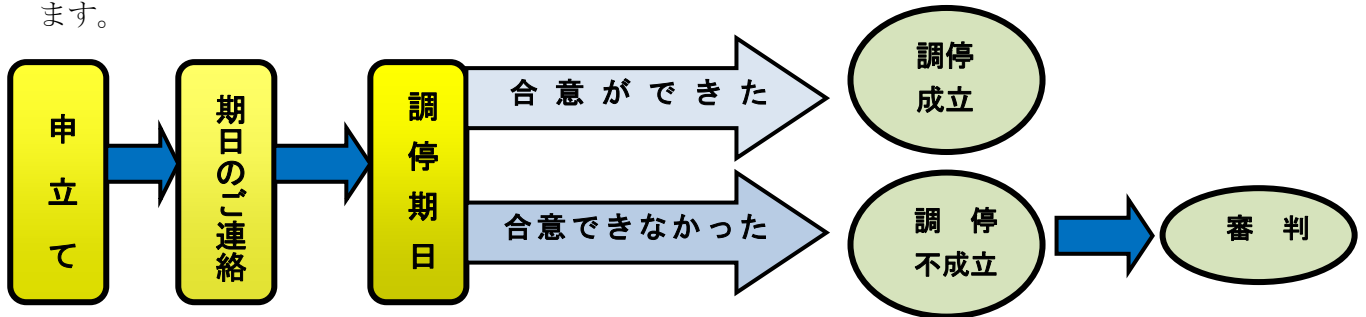 ます。
申立て
期日のご連絡
調停期日
合意ができた
調停
成立
合意できなかった
調 停
不成立
審 判